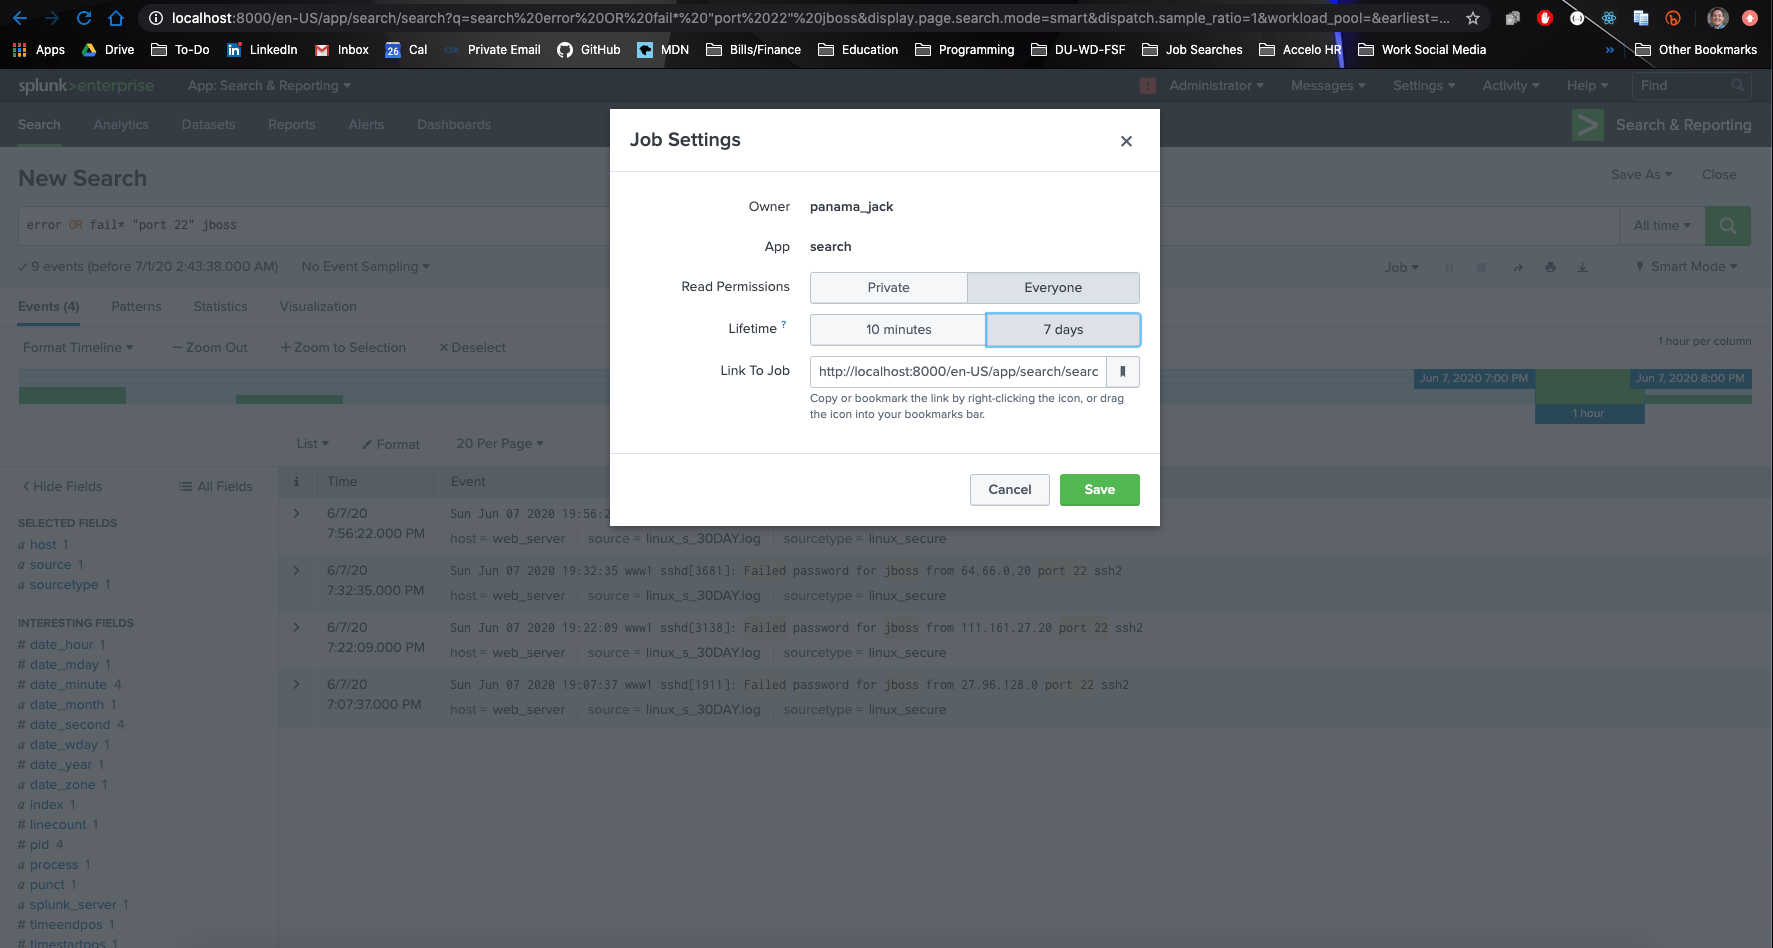 localhost:8000/en-US/app/search/search?q=search%20error%20OR%20fail*%20"port%2022"%20jboss&display.page.search.mode=smart&dispatch.sample_ratio=1&workload_pool=&earliest=...
Apps Drive To-Do LinkedIn Inbox 26 Cal Private Email GitHub MDN Bills/Finance Education Programming DU-WD-FSF Job Searches Accelo HR Work Social Media » Other Bookmarks
splunk>enterprise App: Search & Reporting ! Administrator Messages Settings Activity Help Find
Search Analytics Datasets Reports Alerts Dashboards > Search & Reporting
New Search Save As Close
error OR fail* "port 22" jboss All time
9 events (before 7/1/20 2:43:38.000 AM) No Event Sampling Job Smart Mode
Events (4) Patterns Statistics Visualization
Format Timeline — Zoom Out + Zoom to Selection × Deselect 1 hour per column
Jun 7, 2020 7:00 PM Jun 7, 2020 8:00 PM
1 hour
List Format 20 Per Page
Job Settings
Owner panama_jack
App search
Read Permissions Private Everyone
Lifetime ? 10 minutes 7 days
Link To Job http://localhost:8000/en-US/app/search/searc
Copy or bookmark the link by right-clicking the icon, or drag
the icon into your bookmarks bar.
Cancel Save
< Hide Fields All Fields
SELECTED FIELDS
a host 1
a source 1
a sourcetype 1
INTERESTING FIELDS
# date_hour 1
# date_mday 1
# date_minute 4
a date_month 1
# date_second 4
a date_wday 1
# date_year 1
a date_zone 1
a index 1
# linecount 1
# pid 4
a process 1
a punct 1
a splunk_server 1
# timeendpos 1
# timestartpos 1
i Time Event
6/7/20 Sun Jun 07 2020 19:56:2
7:56:22.000 PM host = web_server source = linux_s_30DAY.log sourcetype = linux_secure
6/7/20 Sun Jun 07 2020 19:32:35 www1 sshd[3681]: Failed password for jboss from 64.66.0.20 port 22 ssh2
7:32:35.000 PM host = web_server source = linux_s_30DAY.log sourcetype = linux_secure
6/7/20 Sun Jun 07 2020 19:22:09 www1 sshd[3138]: Failed password for jboss from 111.161.27.20 port 22 ssh2
7:22:09.000 PM host = web_server source = linux_s_30DAY.log sourcetype = linux_secure
6/7/20 Sun Jun 07 2020 19:07:37 www1 sshd[1911]: Failed password for jboss from 27.96.128.0 port 22 ssh2
7:07:37.000 PM host = web_server source = linux_s_30DAY.log sourcetype = linux_secure